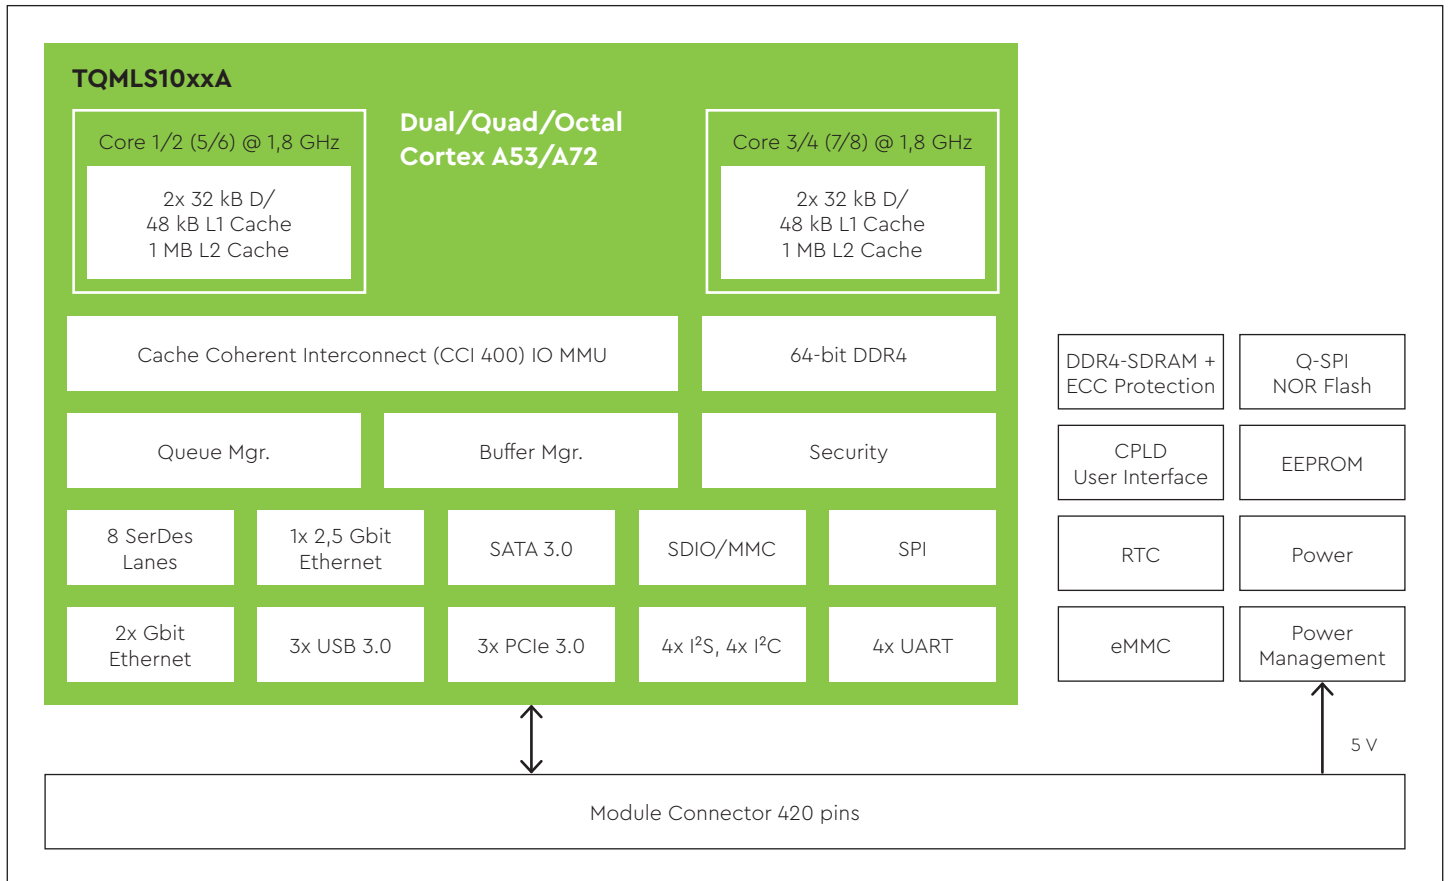 TQMLS10xxA
Dual/Quad/Octal
Cortex A53/A72
Core 1/2 (5/6) @ 1,8 GHz
2x 32 kB D/
48 kB L1 Cache
1 MB L2 Cache
Core 3/4 (7/8) @ 1,8 GHz
2x 32 kB D/
48 kB L1 Cache
1 MB L2 Cache
Cache Coherent Interconnect (CCI 400) IO MMU
64-bit DDR4
Queue Mgr.
Buffer Mgr.
Security
8 SerDes
Lanes
1x 2,5 Gbit
Ethernet
SATA 3.0
SDIO/MMC
SPI
2x Gbit
Ethernet
3x USB 3.0
3x PCIe 3.0
4x I²S, 4x I²C
4x UART
DDR4-SDRAM +
ECC Protection
Q-SPI
NOR Flash
CPLD
User Interface
EEPROM
RTC
Power
eMMC
Power
Management
5 V
Module Connector 420 pins